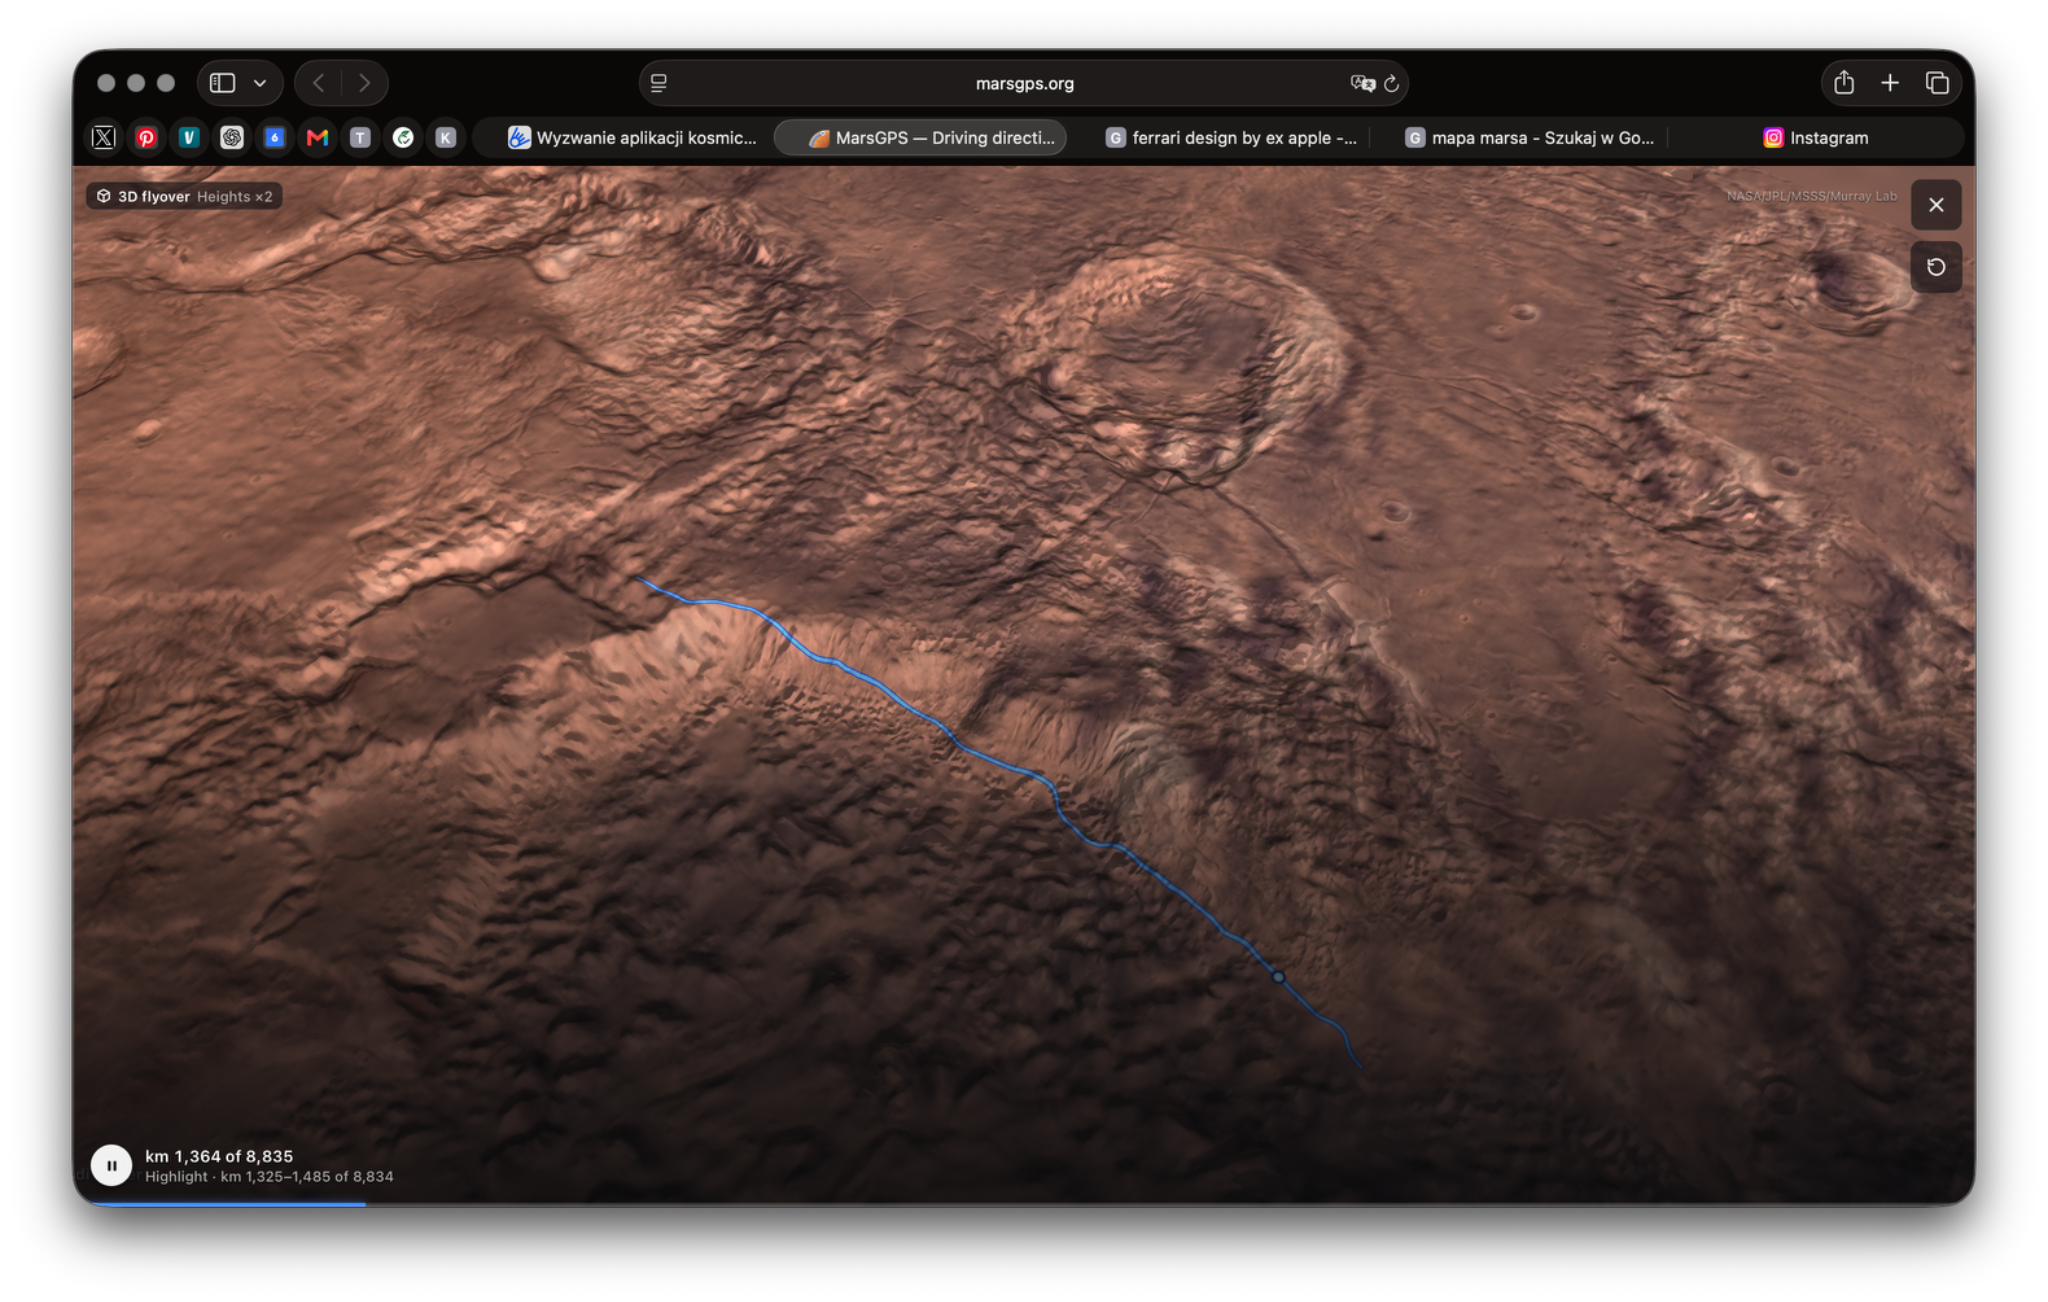 marsgps.org
6
T
K
Wyzwanie aplikacji kosmic...
MarsGPS — Driving directi...
G
ferrari design by ex apple -...
G
mapa marsa - Szukaj w Go...
Instagram
3D flyover Heights ×2
NASA/JPL/MSSS/Murray Lab
km 1,364 of 8,835
Highlight · km 1,325–1,485 of 8,834